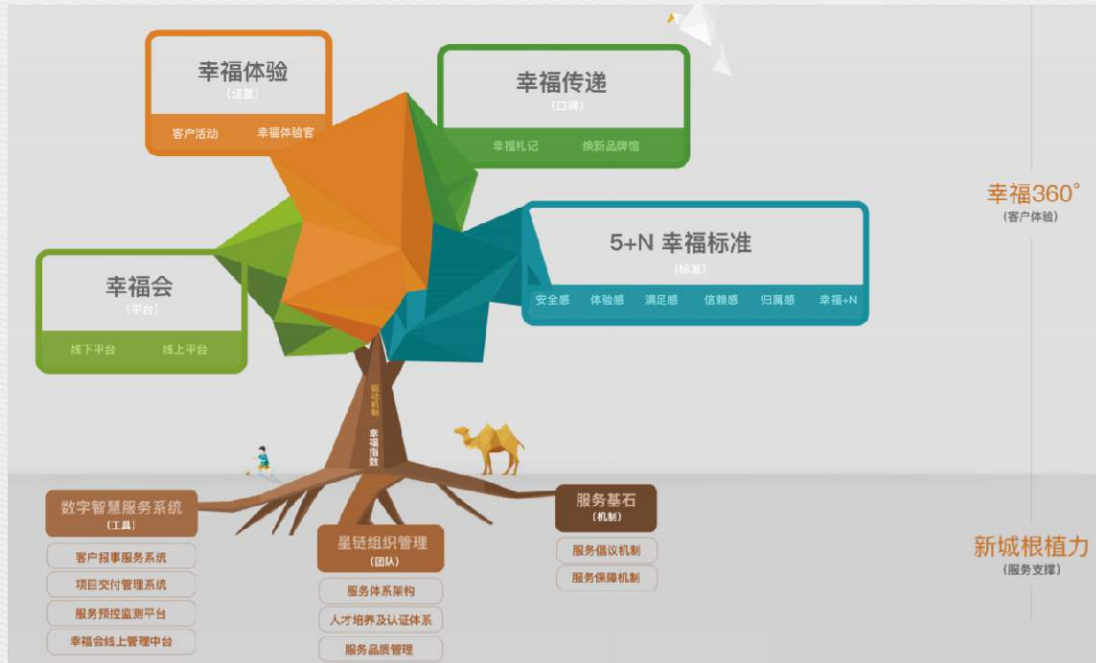 幸福体验
(场景)
客户活动 幸福体验官
幸福传递
(口碑)
幸福札记 焕新品牌馆
幸福360°
(客户体验)
5+N 幸福标准
(标准)
安全感 体验感 满足感 信赖感 归属感 幸福+N
幸福会
(平台)
线下平台 线上平台
驱动机制
幸福指数
数字智慧服务系统
(工具)
客户报事服务系统
项目交付管理系统
服务预控监测平台
幸福会线上管理中台
星链组织管理
(团队)
服务体系架构
人才培养及认证体系
服务品质管理
服务基石
(机制)
服务倡议机制
服务保障机制
新城根植力
(服务支撑)